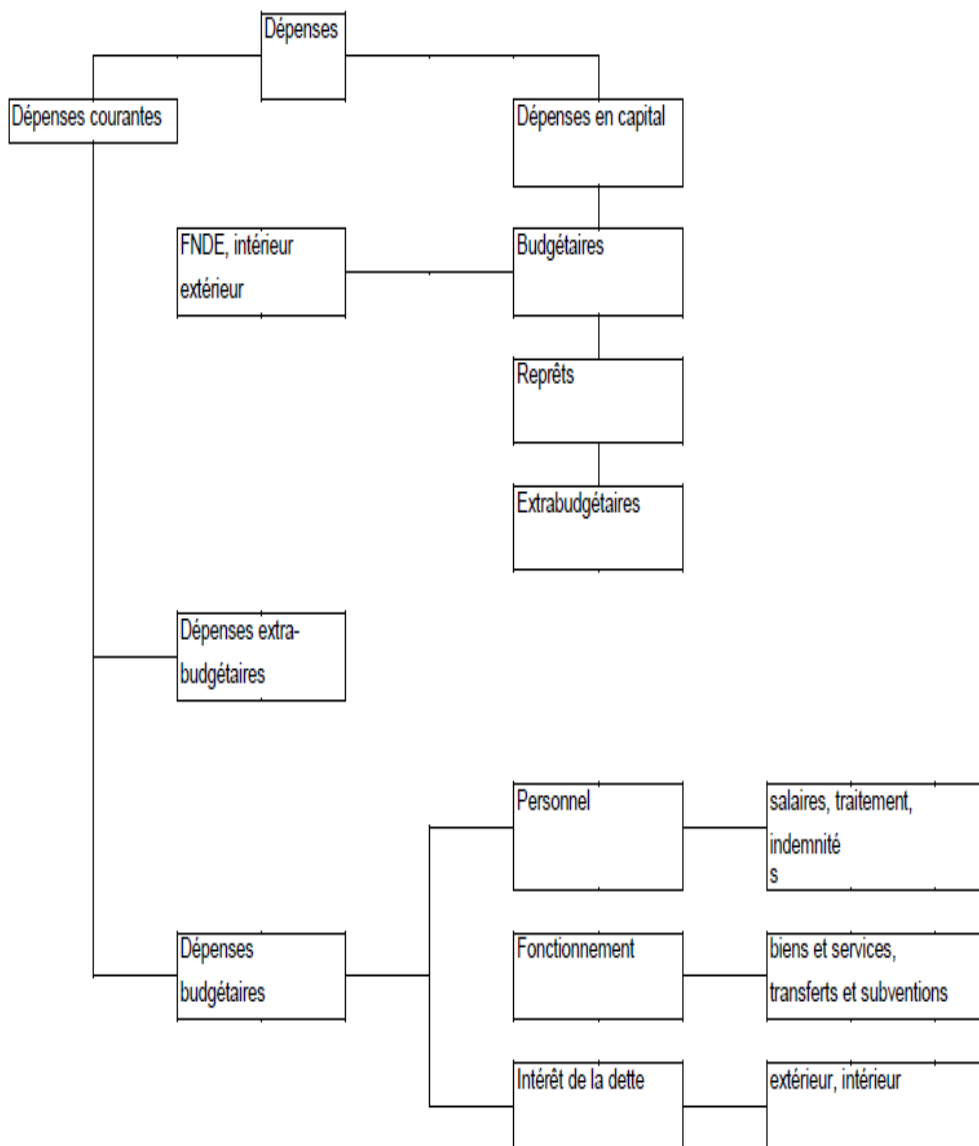 Dépenses
Dépenses courantes
Dépenses en capital
FNDE, intérieur
extérieur
Budgétaires
Reprêts
Extrabudgétaires
Dépenses extra-
budgétaires
Personnel
salaires, traitement,
indemnité
s
Dépenses
budgétaires
Fonctionnement
biens et services,
transferts et subventions
Intérêt de la dette
extérieur, intérieur